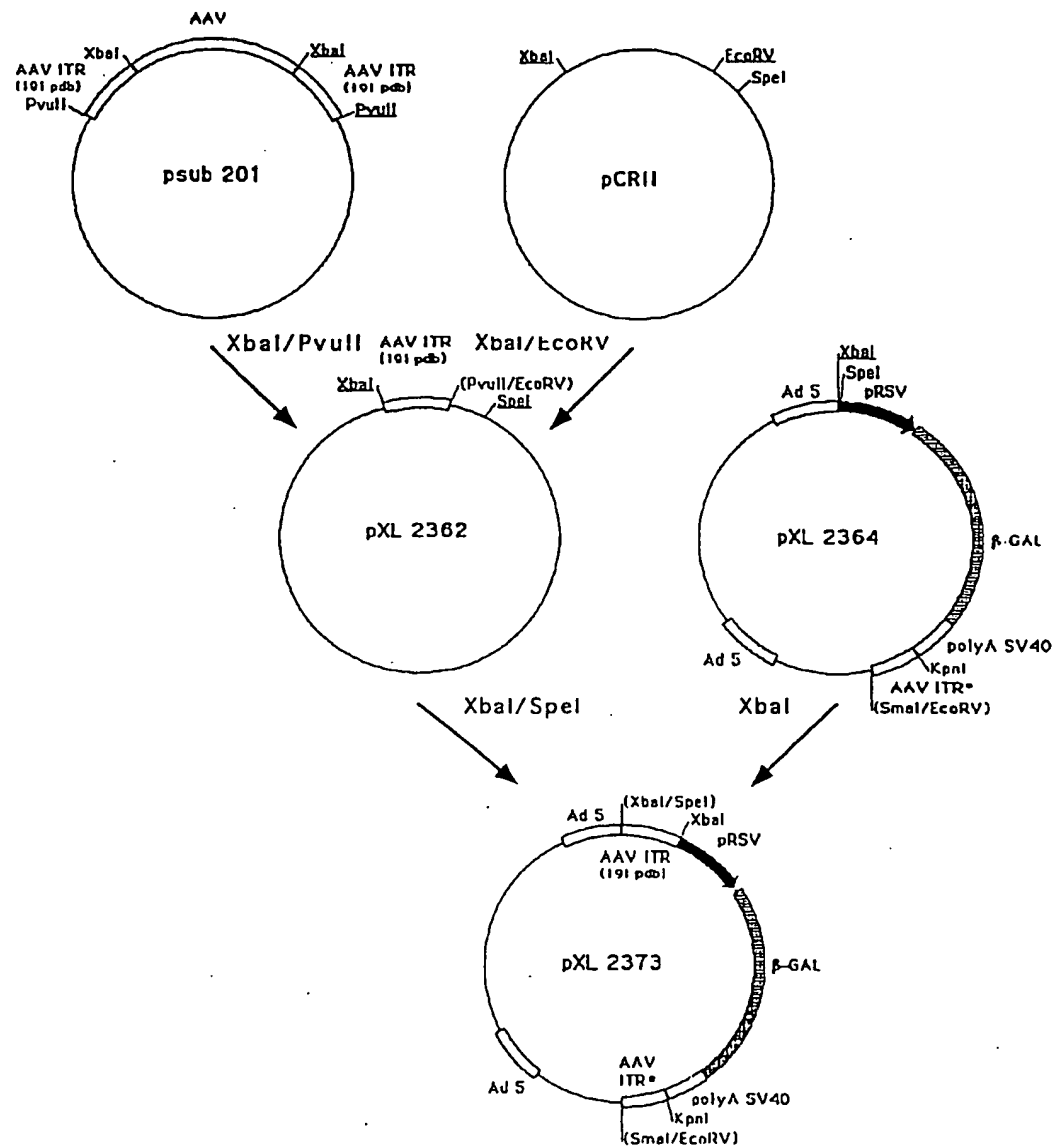 AAV
XbaI
XbaI
AAV ITR
(191 pdb)
AAV ITR
(191 pdb)
PvuII
PvuII
psub 201
XbaI
EcoRV
SpeI
pCRII
XbaI/PvuII
AAV ITR
(191 pdb)
XbaI/EcoRV
XbaI
(PvuII/EcoRV)
SpeI
pXL 2362
XbaI
SpeI
Ad 5
pRSV
pXL 2364
β-GAL
polyA SV40
Ad 5
KpnI
AAV ITR*
(SmaI/EcoRV)
XbaI/SpeI
XbaI
(XbaI/SpeI)
Ad 5
XbaI
pRSV
AAV ITR
(191 pdb)
pXL 2373
β-GAL
AAV
ITR*
Ad 5
polyA SV40
KpnI
(SmaI/EcoRV)